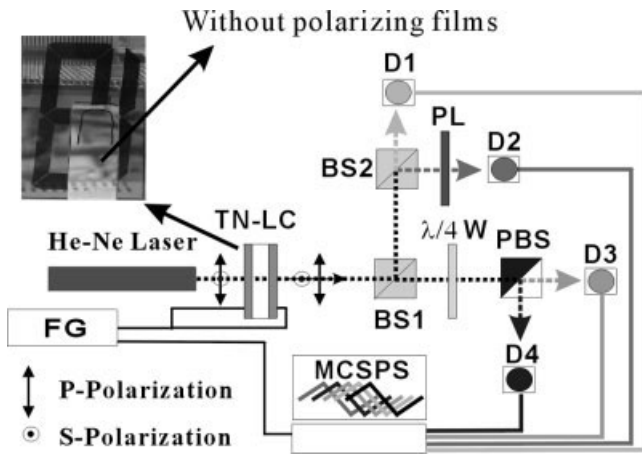 Without polarizing films
D1
PL
D2
BS2
TN-LC
λ/4 W
PBS
He-Ne Laser
D3
BS1
FG
D4
MCSPS
P-Polarization
S-Polarization